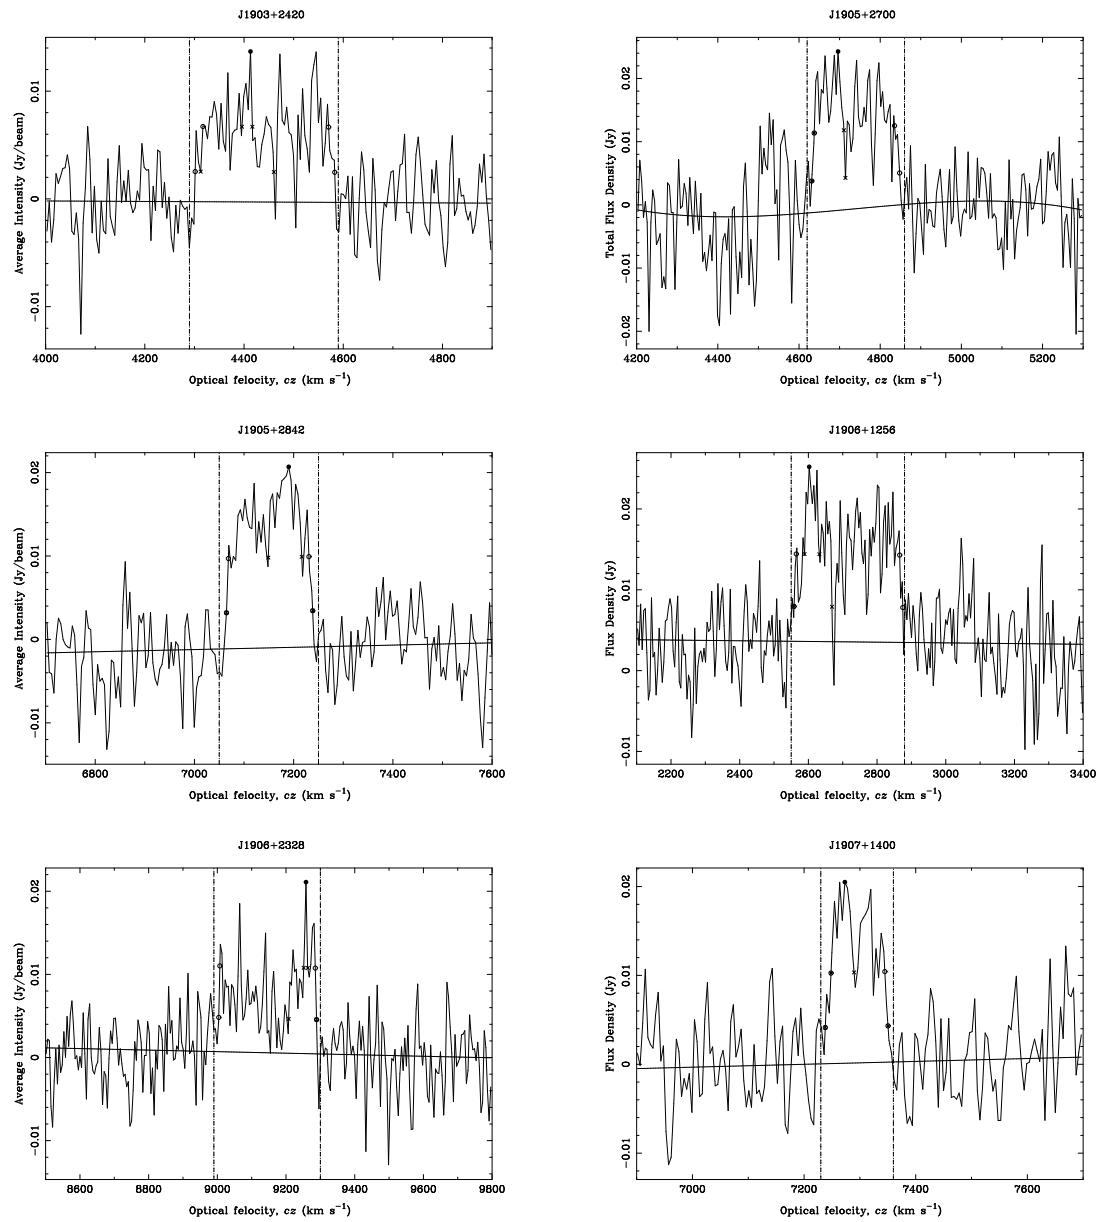 J1903+2420
J1905+2700
Average Intensity (Jy/beam)
0.01
0
−0.01
4000 4200 4400 4600 4800
Optical felocity, cz (km s⁻¹)
Total Flux Density (Jy)
0.02
0.01
0
−0.01
−0.02
4200 4400 4600 4800 5000 5200
Optical felocity, cz (km s⁻¹)
J1905+2842
J1906+1256
Average Intensity (Jy/beam)
0.02
0.01
0
−0.01
6800 7000 7200 7400 7600
Optical felocity, cz (km s⁻¹)
Flux Density (Jy)
0.02
0.01
0
−0.01
2200 2400 2600 2800 3000 3200 3400
Optical felocity, cz (km s⁻¹)
J1906+2328
J1907+1400
Average Intensity (Jy/beam)
0.02
0.01
0
−0.01
8600 8800 9000 9200 9400 9600 9800
Optical felocity, cz (km s⁻¹)
Flux Density (Jy)
0.02
0.01
0
−0.01
7000 7200 7400 7600
Optical felocity, cz (km s⁻¹)